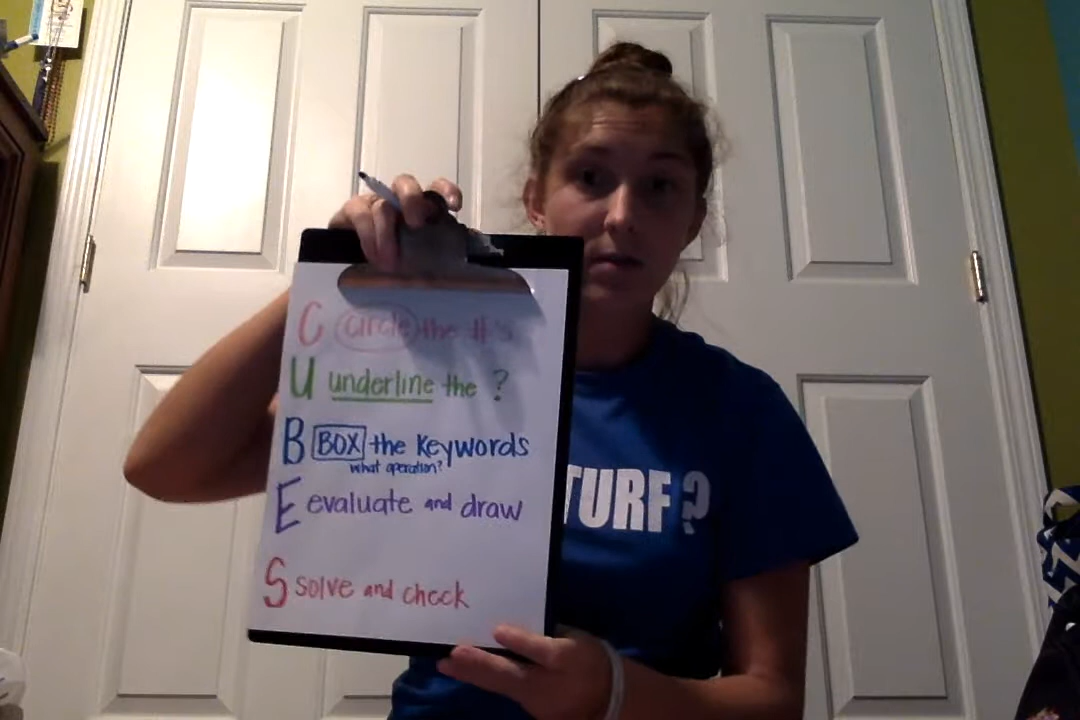 C circle the #'s
U underline the ?
B BOX the Keywords
what operation?
E evaluate and draw
S solve and check
TURF?